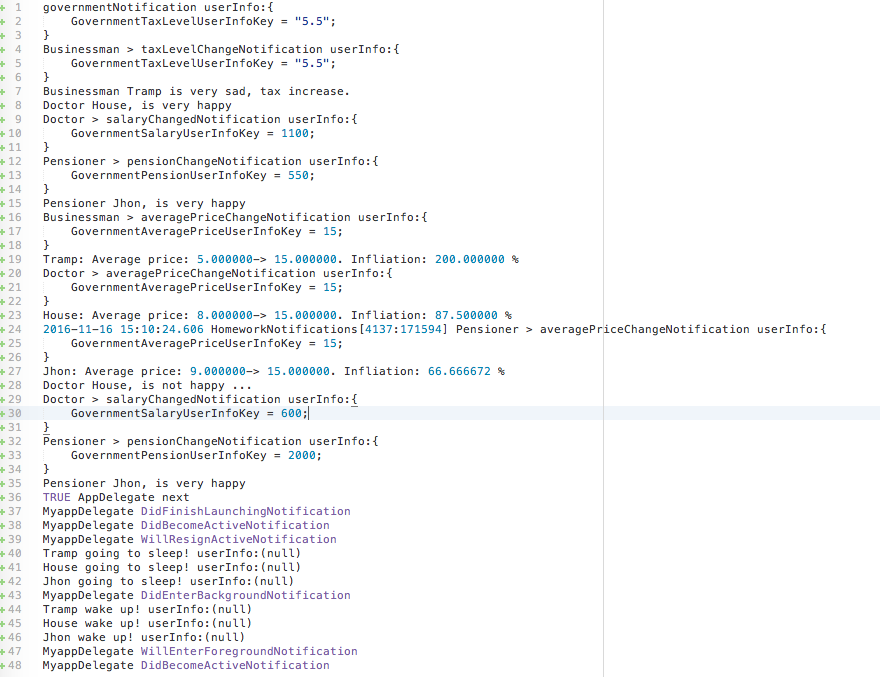 + 1 governmentNotification userInfo:{
+ 2 GovernmentTaxLevelUserInfoKey = "5.5";
+ 3 }
+ 4 Businessman > taxLevelChangeNotification userInfo:{
+ 5 GovernmentTaxLevelUserInfoKey = "5.5";
+ 6 }
+ 7 Businessman Tramp is very sad, tax increase.
+ 8 Doctor House, is very happy
+ 9 Doctor > salaryChangedNotification userInfo:{
+ 10 GovernmentSalaryUserInfoKey = 1100;
+ 11 }
+ 12 Pensioner > pensionChangeNotification userInfo:{
+ 13 GovernmentPensionUserInfoKey = 550;
+ 14 }
+ 15 Pensioner Jhon, is very happy
+ 16 Businessman > averagePriceChangeNotification userInfo:{
+ 17 GovernmentAveragePriceUserInfoKey = 15;
+ 18 }
+ 19 Tramp: Average price: 5.000000-> 15.000000. Infliation: 200.000000 %
+ 20 Doctor > averagePriceChangeNotification userInfo:{
+ 21 GovernmentAveragePriceUserInfoKey = 15;
+ 22 }
+ 23 House: Average price: 8.000000-> 15.000000. Infliation: 87.500000 %
+ 24 2016-11-16 15:10:24.606 HomeworkNotifications[4137:171594] Pensioner > averagePriceChangeNotification userInfo:{
+ 25 GovernmentAveragePriceUserInfoKey = 15;
+ 26 }
+ 27 Jhon: Average price: 9.000000-> 15.000000. Infliation: 66.666672 %
+ 28 Doctor House, is not happy ...
+ 29 Doctor > salaryChangedNotification userInfo:{
+ 30 GovernmentSalaryUserInfoKey = 600;
+ 31 }
+ 32 Pensioner > pensionChangeNotification userInfo:{
+ 33 GovernmentPensionUserInfoKey = 2000;
+ 34 }
+ 35 Pensioner Jhon, is very happy
+ 36 TRUE AppDelegate next
+ 37 MyappDelegate DidFinishLaunchingNotification
+ 38 MyappDelegate DidBecomeActiveNotification
+ 39 MyappDelegate WillResignActiveNotification
+ 40 Tramp going to sleep! userInfo:(null)
+ 41 House going to sleep! userInfo:(null)
+ 42 Jhon going to sleep! userInfo:(null)
+ 43 MyappDelegate DidEnterBackgroundNotification
+ 44 Tramp wake up! userInfo:(null)
+ 45 House wake up! userInfo:(null)
+ 46 Jhon wake up! userInfo:(null)
+ 47 MyappDelegate WillEnterForegroundNotification
+ 48 MyappDelegate DidBecomeActiveNotification